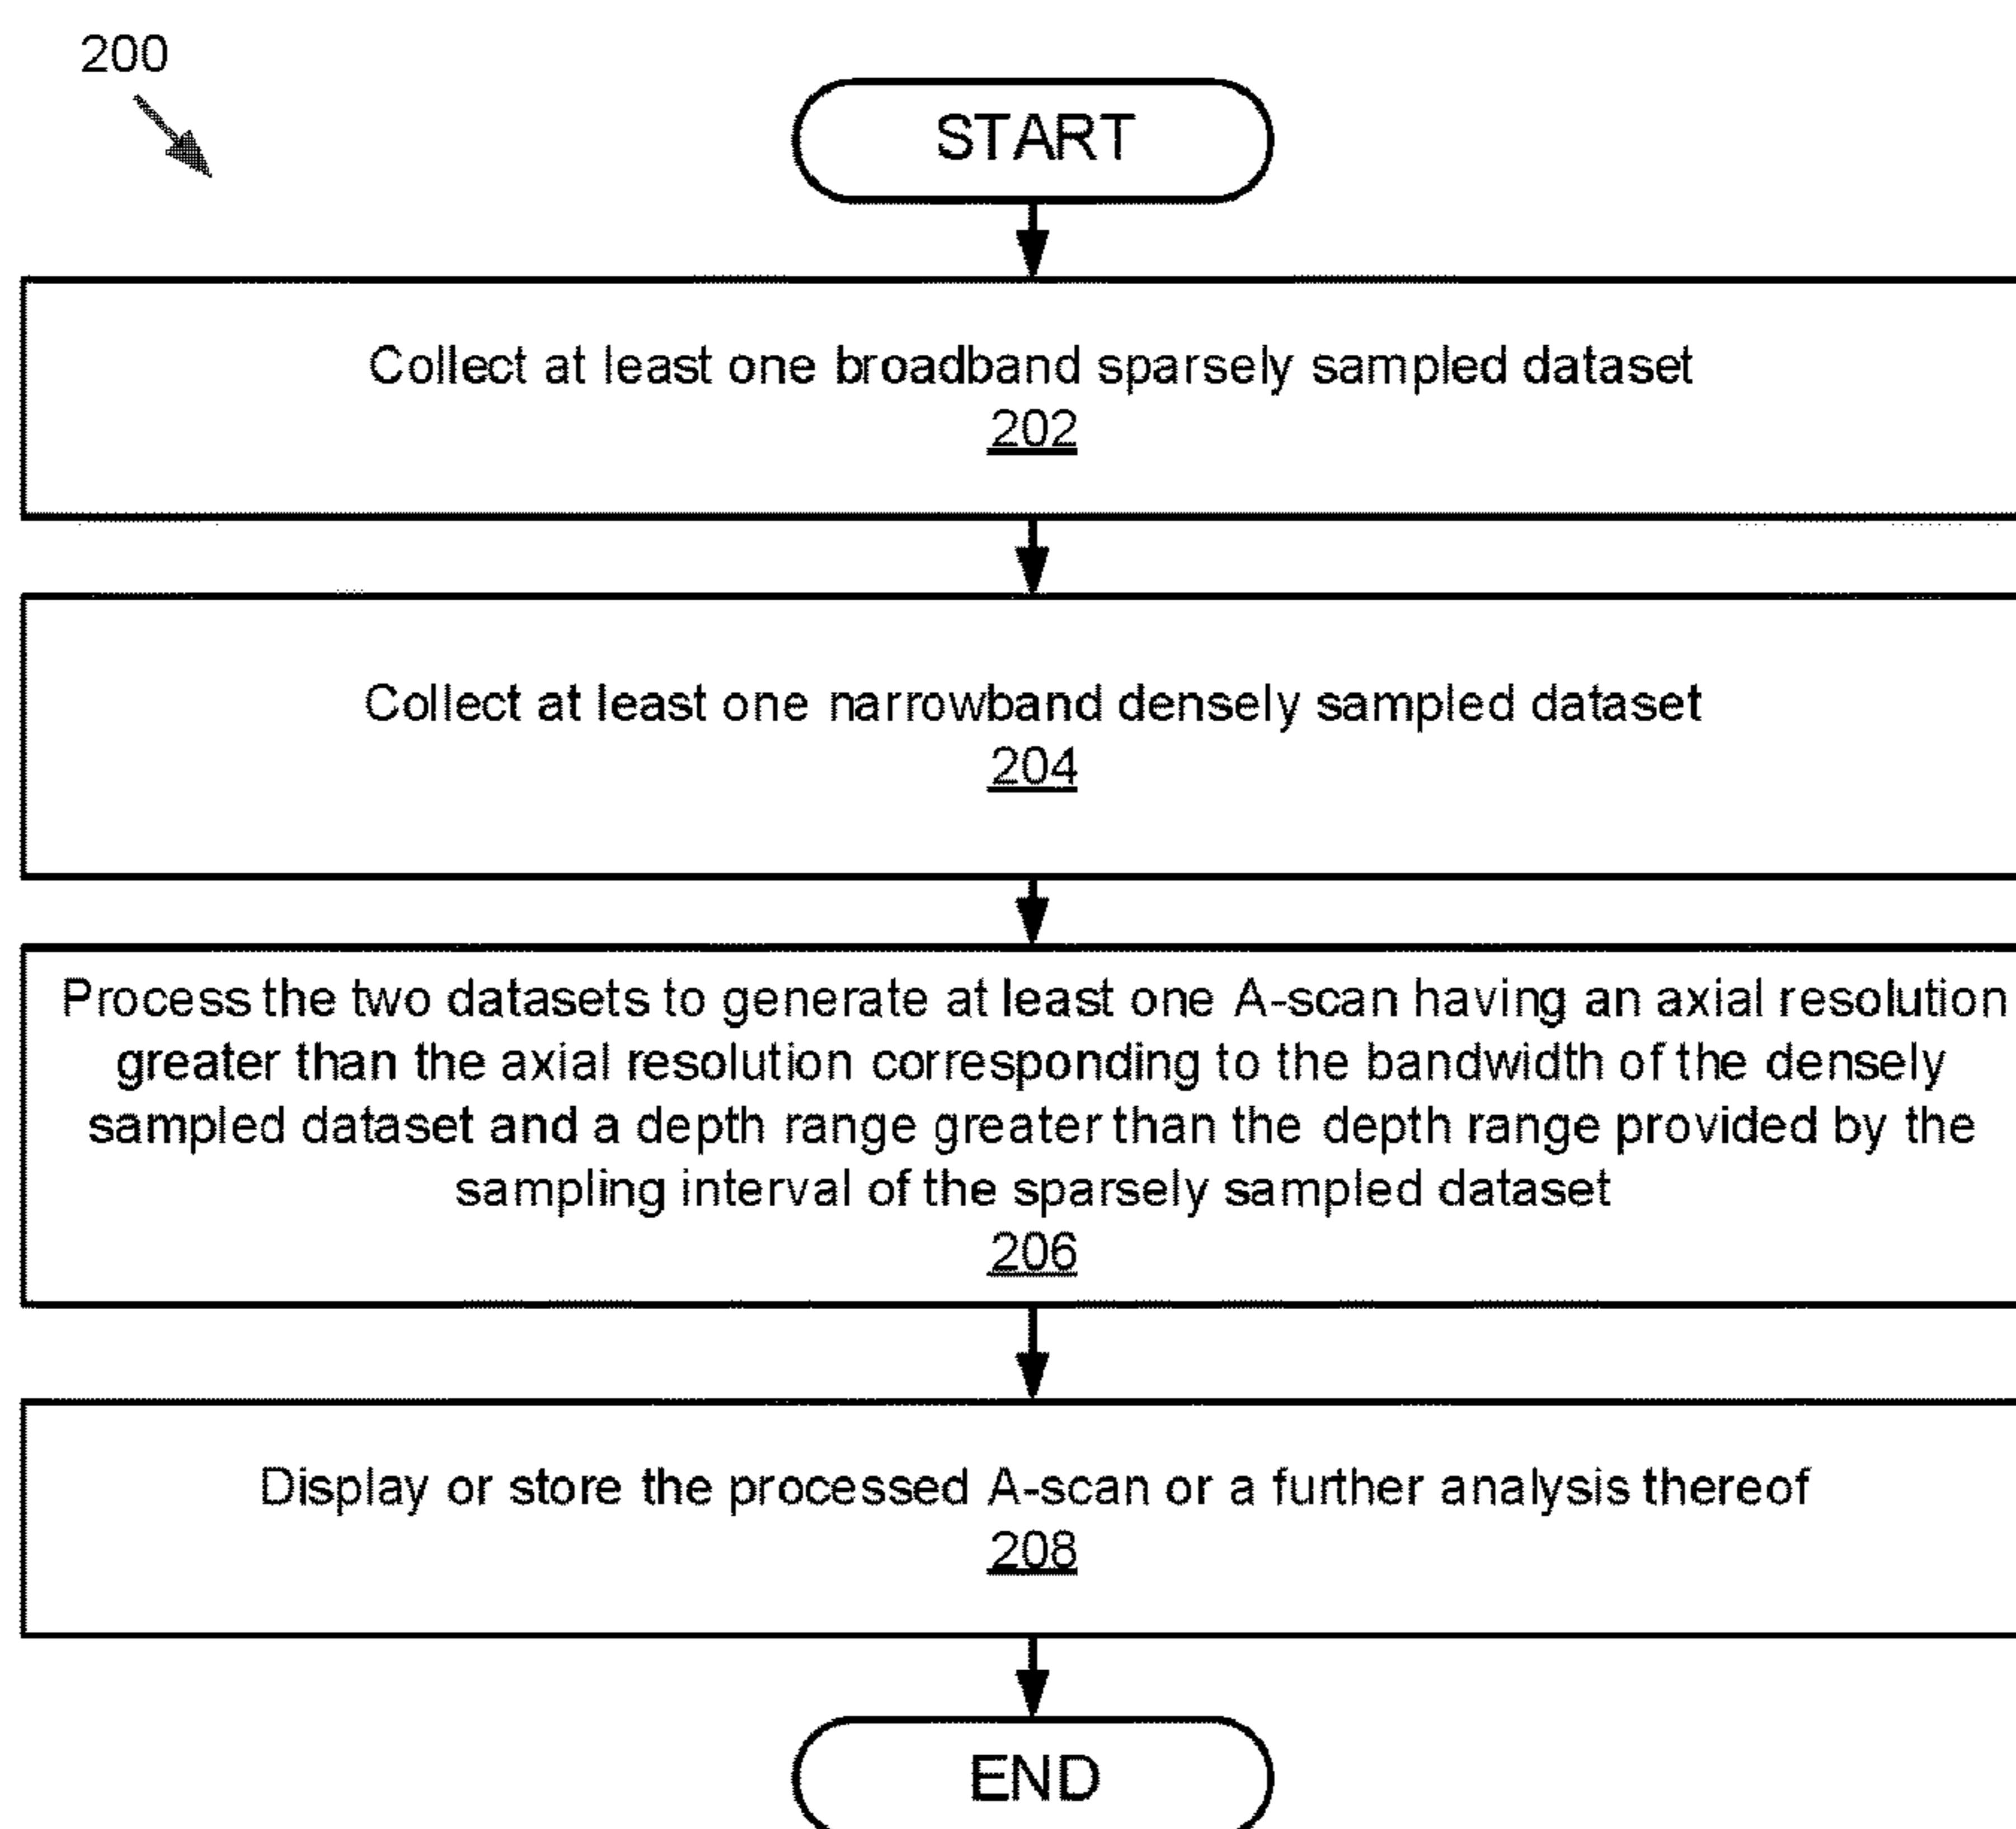 200
START
Collect at least one broadband sparsely sampled dataset
202
Collect at least one narrowband densely sampled dataset
204
Process the two datasets to generate at least one A-scan having an axial resolution
greater than the axial resolution corresponding to the bandwidth of the densely
sampled dataset and a depth range greater than the depth range provided by the
sampling interval of the sparsely sampled dataset
206
Display or store the processed A-scan or a further analysis thereof
208
END